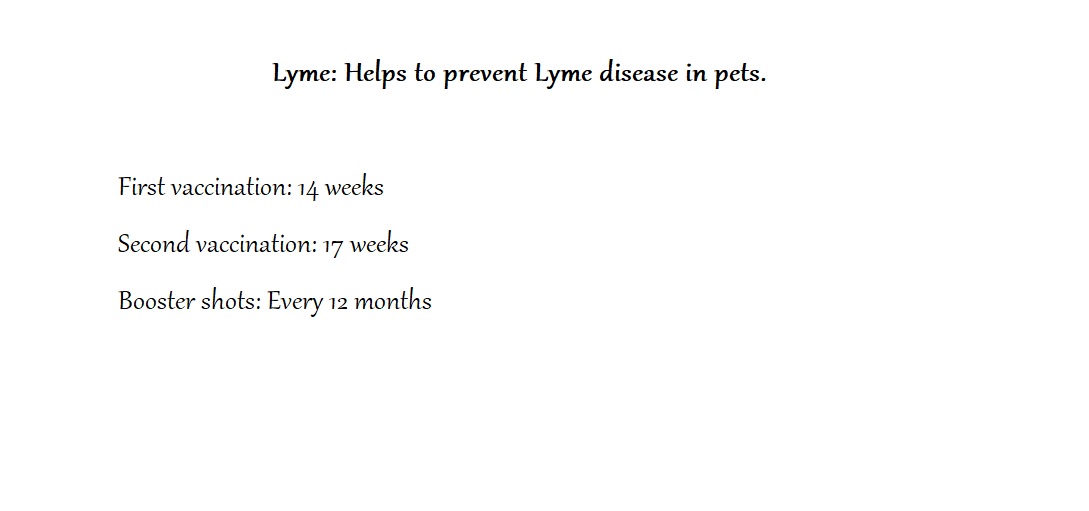 Lyme: Helps to prevent Lyme disease in pets.
First vaccination: 14 weeks
Second vaccination: 17 weeks
Booster shots: Every 12 months